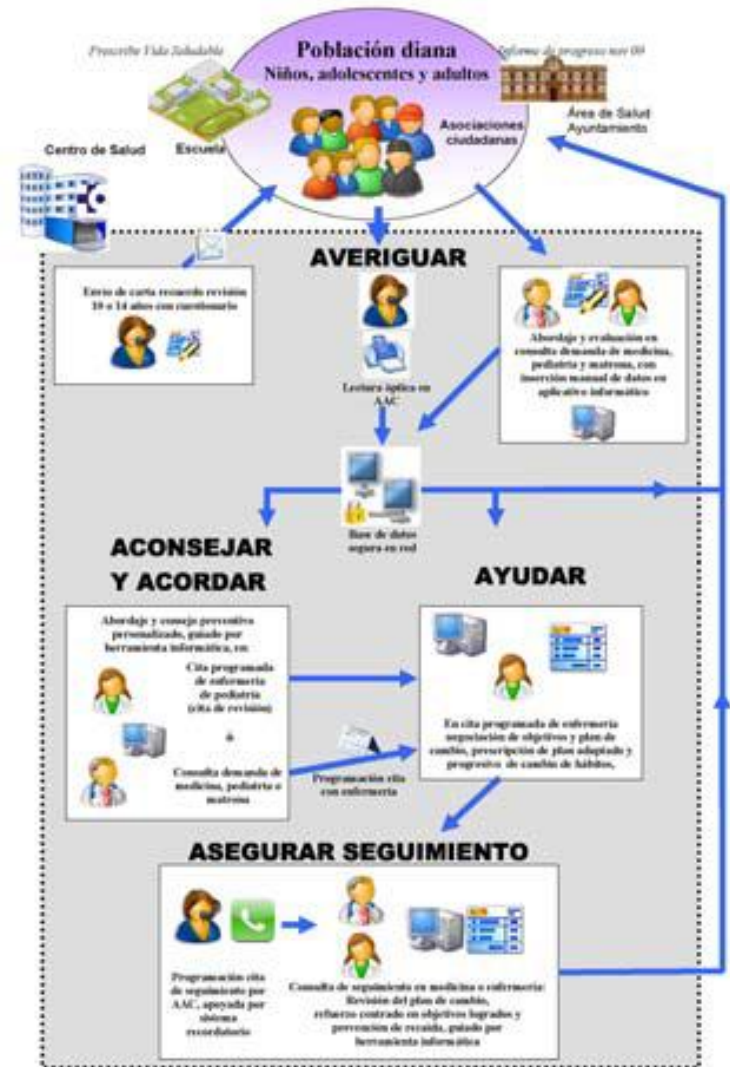 Prescribe Vida Saludable
Informe de progreso nov 09
Población diana
Niños, adolescentes y adultos
Asociaciones
ciudadanas
Área de Salud
Ayuntamiento
Escuela
Centro de Salud
AVERIGUAR
Envío de carta recuerdo revisión
10 o 14 años con cuestionario
Lectura óptica en
AAC
Abordaje y evaluación en
consulta demanda de medicina,
pediatría y matrona, con
inserción manual de datos en
aplicativo informático
Base de datos
segura en red
ACONSEJAR
Y ACORDAR
Abordaje y consejo preventivo
personalizado, guiado por
herramienta informática, en:
Cita programada
de enfermería
de pediatría
(cita de revisión)
ó
Consulta demanda de
medicina, pediatría o
matrona
Programación cita
con enfermería
AYUDAR
En cita programada de enfermería
negociación de objetivos y plan de
cambio, prescripción de plan adaptado y
progresivo de cambio de hábitos,
ASEGURAR SEGUIMIENTO
Programación cita
de seguimiento por
AAC, apoyada por
sistema
recordatorio
Consulta de seguimiento en medicina o enfermería:
Revisión del plan de cambio,
refuerzo centrado en objetivos logrados y
prevención de recaída, guiado por
herramienta informática